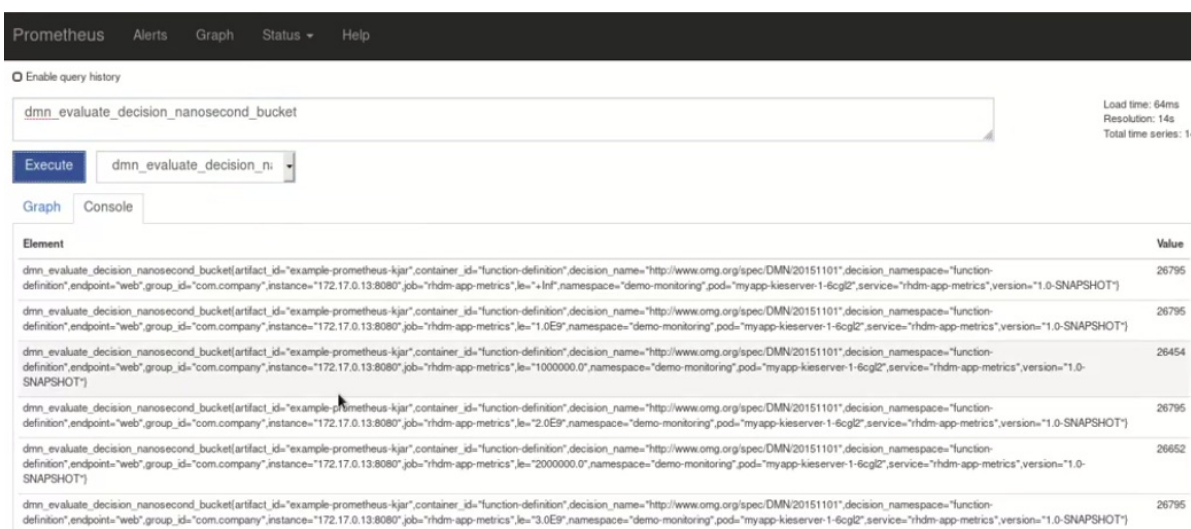 Prometheus Alerts Graph Status Help
Enable query history
dmn_evaluate_decision_nanosecond_bucket
Load time: 64ms
Resolution: 14s
Total time series:
Execute dmn_evaluate_decision_n
Graph Console
Element Value
dmn_evaluate_decision_nanosecond_bucket{artifact_id="example-prometheus-kjar",container_id="function-definition",decision_name="http://www.omg.org/spec/DMN/20151101",decision_namespace="function- 26795
definition",endpoint="web",group_id="com.company",instance="172.17.0.13:8080",job="rhdm-app-metrics",le="+Inf",namespace="demo-monitoring",pod="myapp-kieserver-1-6cgl2",service="rhdm-app-metrics",version="1.0-SNAPSHOT"}
dmn_evaluate_decision_nanosecond_bucket{artifact_id="example-prometheus-kjar",container_id="function-definition",decision_name="http://www.omg.org/spec/DMN/20151101",decision_namespace="function- 26795
definition",endpoint="web",group_id="com.company",instance="172.17.0.13:8080",job="rhdm-app-metrics",le="1.0E9",namespace="demo-monitoring",pod="myapp-kieserver-1-6cgl2",service="rhdm-app-metrics",version="1.0-SNAPSHOT"}
dmn_evaluate_decision_nanosecond_bucket{artifact_id="example-prometheus-kjar",container_id="function-definition",decision_name="http://www.omg.org/spec/DMN/20151101",decision_namespace="function- 26454
definition",endpoint="web",group_id="com.company",instance="172.17.0.13:8080",job="rhdm-app-metrics",le="1000000.0",namespace="demo-monitoring",pod="myapp-kieserver-1-6cgl2",service="rhdm-app-metrics",version="1.0-
SNAPSHOT"}
dmn_evaluate_decision_nanosecond_bucket{artifact_id="example-prometheus-kjar",container_id="function-definition",decision_name="http://www.omg.org/spec/DMN/20151101",decision_namespace="function- 26795
definition",endpoint="web",group_id="com.company",instance="172.17.0.13:8080",job="rhdm-app-metrics",le="2.0E9",namespace="demo-monitoring",pod="myapp-kieserver-1-6cgl2",service="rhdm-app-metrics",version="1.0-SNAPSHOT"}
dmn_evaluate_decision_nanosecond_bucket{artifact_id="example-prometheus-kjar",container_id="function-definition",decision_name="http://www.omg.org/spec/DMN/20151101",decision_namespace="function- 26652
definition",endpoint="web",group_id="com.company",instance="172.17.0.13:8080",job="rhdm-app-metrics",le="2000000.0",namespace="demo-monitoring",pod="myapp-kieserver-1-6cgl2",service="rhdm-app-metrics",version="1.0-
SNAPSHOT"}
dmn_evaluate_decision_nanosecond_bucket{artifact_id="example-prometheus-kjar",container_id="function-definition",decision_name="http://www.omg.org/spec/DMN/20151101",decision_namespace="function- 26795
definition",endpoint="web",group_id="com.company",instance="172.17.0.13:8080",job="rhdm-app-metrics",le="3.0E9",namespace="demo-monitoring",pod="myapp-kieserver-1-6cgl2",service="rhdm-app-metrics",version="1.0-SNAPSHOT"}